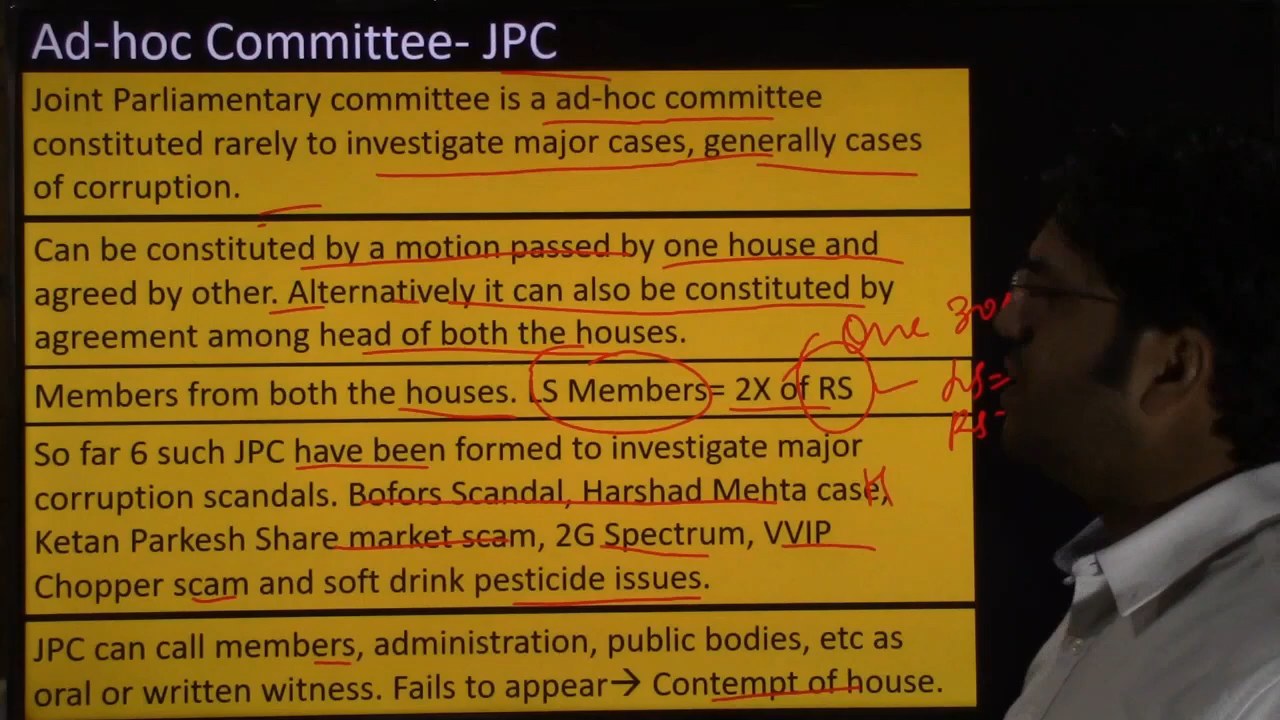 Ad-hoc Committee- JPC
Joint Parliamentary committee is a ad-hoc committee
constituted rarely to investigate major cases, generally cases
of corruption.
Can be constituted by a motion passed by one house and
agreed by other. Alternatively it can also be constituted by
agreement among head of both the houses.
Members from both the houses. LS Members= 2X of RS
One 30
LS=
RS
So far 6 such JPC have been formed to investigate major
corruption scandals. Bofors Scandal, Harshad Mehta case,
Ketan Parkesh Share market scam, 2G Spectrum, VVIP
Chopper scam and soft drink pesticide issues.
JPC can call members, administration, public bodies, etc as
oral or written witness. Fails to appear→ Contempt of house.